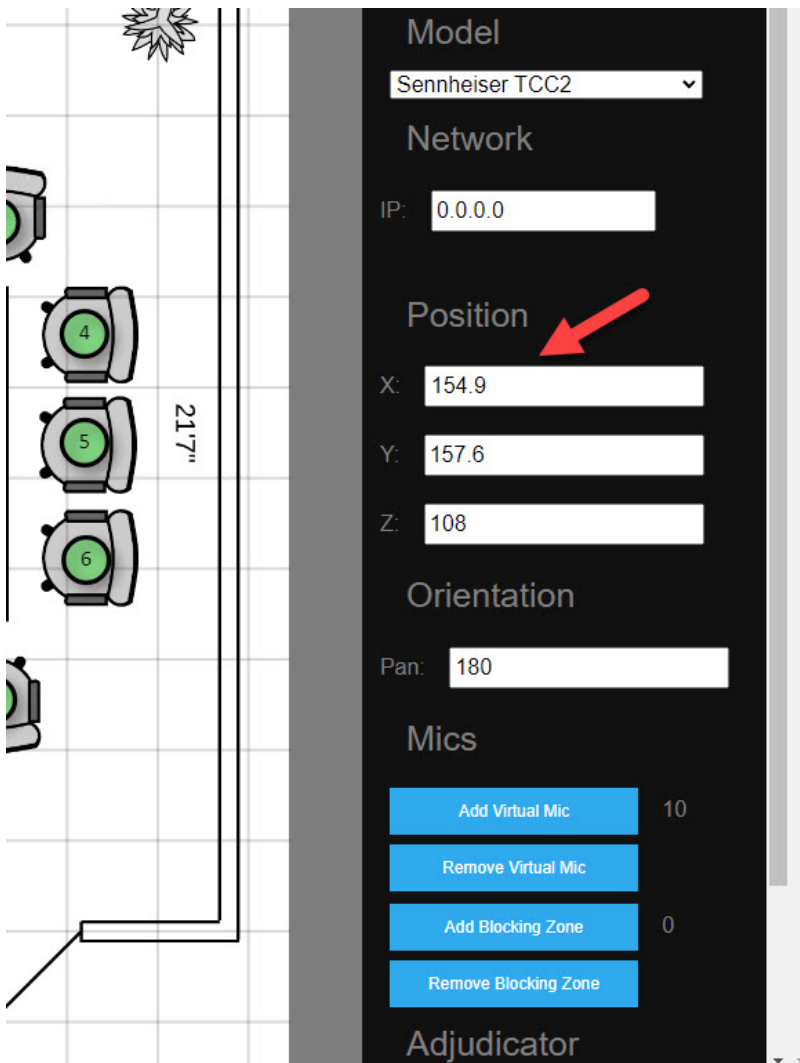 Model
Sennheiser TCC2
Network
IP: 0.0.0.0
Position
X: 154.9
Y: 157.6
Z: 108
Orientation
Pan: 180
Mics
Add Virtual Mic 10
Remove Virtual Mic
Add Blocking Zone 0
Remove Blocking Zone
Adjudicator
4
5
6
21'7"